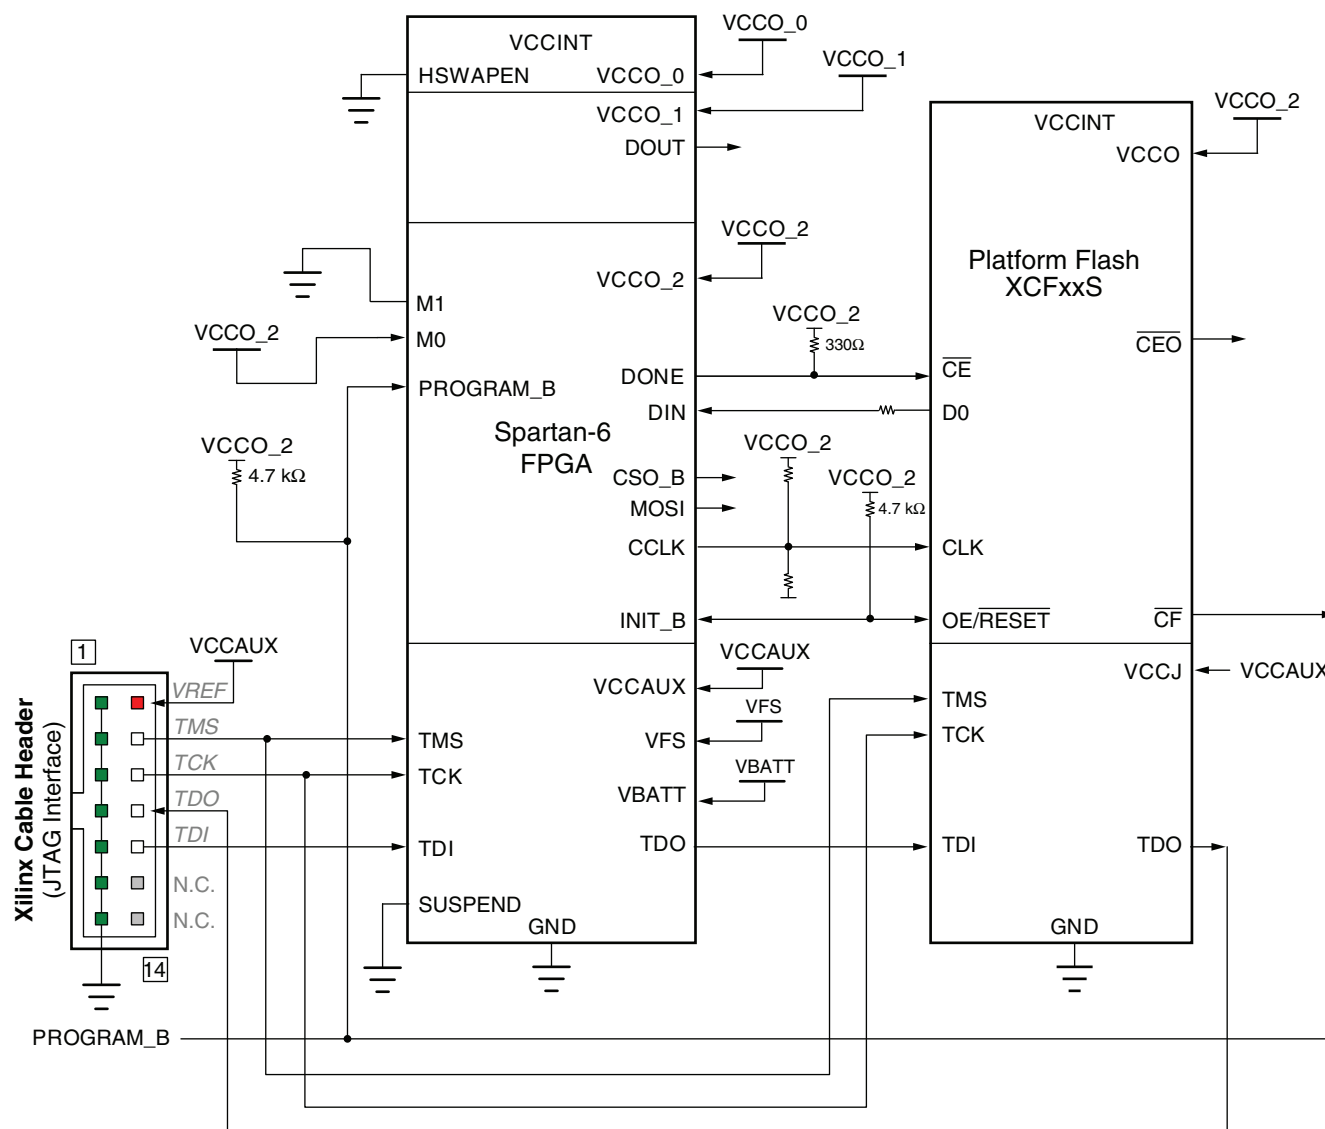 VCCO_0
VCCINT
HSWAPEN
VCCO_0
VCCO_1
VCCO_1
DOUT
VCCO_2
VCCINT
VCCO
VCCO_2
VCCO_2
Platform Flash
XCFxxS
M1
VCCO_2
M0
VCCO_2
330Ω
CEO
DONE
CE
PROGRAM_B
DIN
D0
Spartan-6
FPGA
VCCO_2
4.7 kΩ
VCCO_2
CSO_B
VCCO_2
4.7 kΩ
MOSI
CCLK
CLK
INIT_B
OE/RESET
CF
1
VCCAUX
VCCAUX
VCCJ
VCCAUX
VREF
VCCAUX
TMS
TMS
VFS
VFS
TMS
TCK
TCK
TCK
VBATT
VBATT
TDO
TDI
TDI
TDO
TDI
TDO
N.C.
N.C.
Xilinx Cable Header
(JTAG Interface)
SUSPEND
GND
GND
14
PROGRAM_B